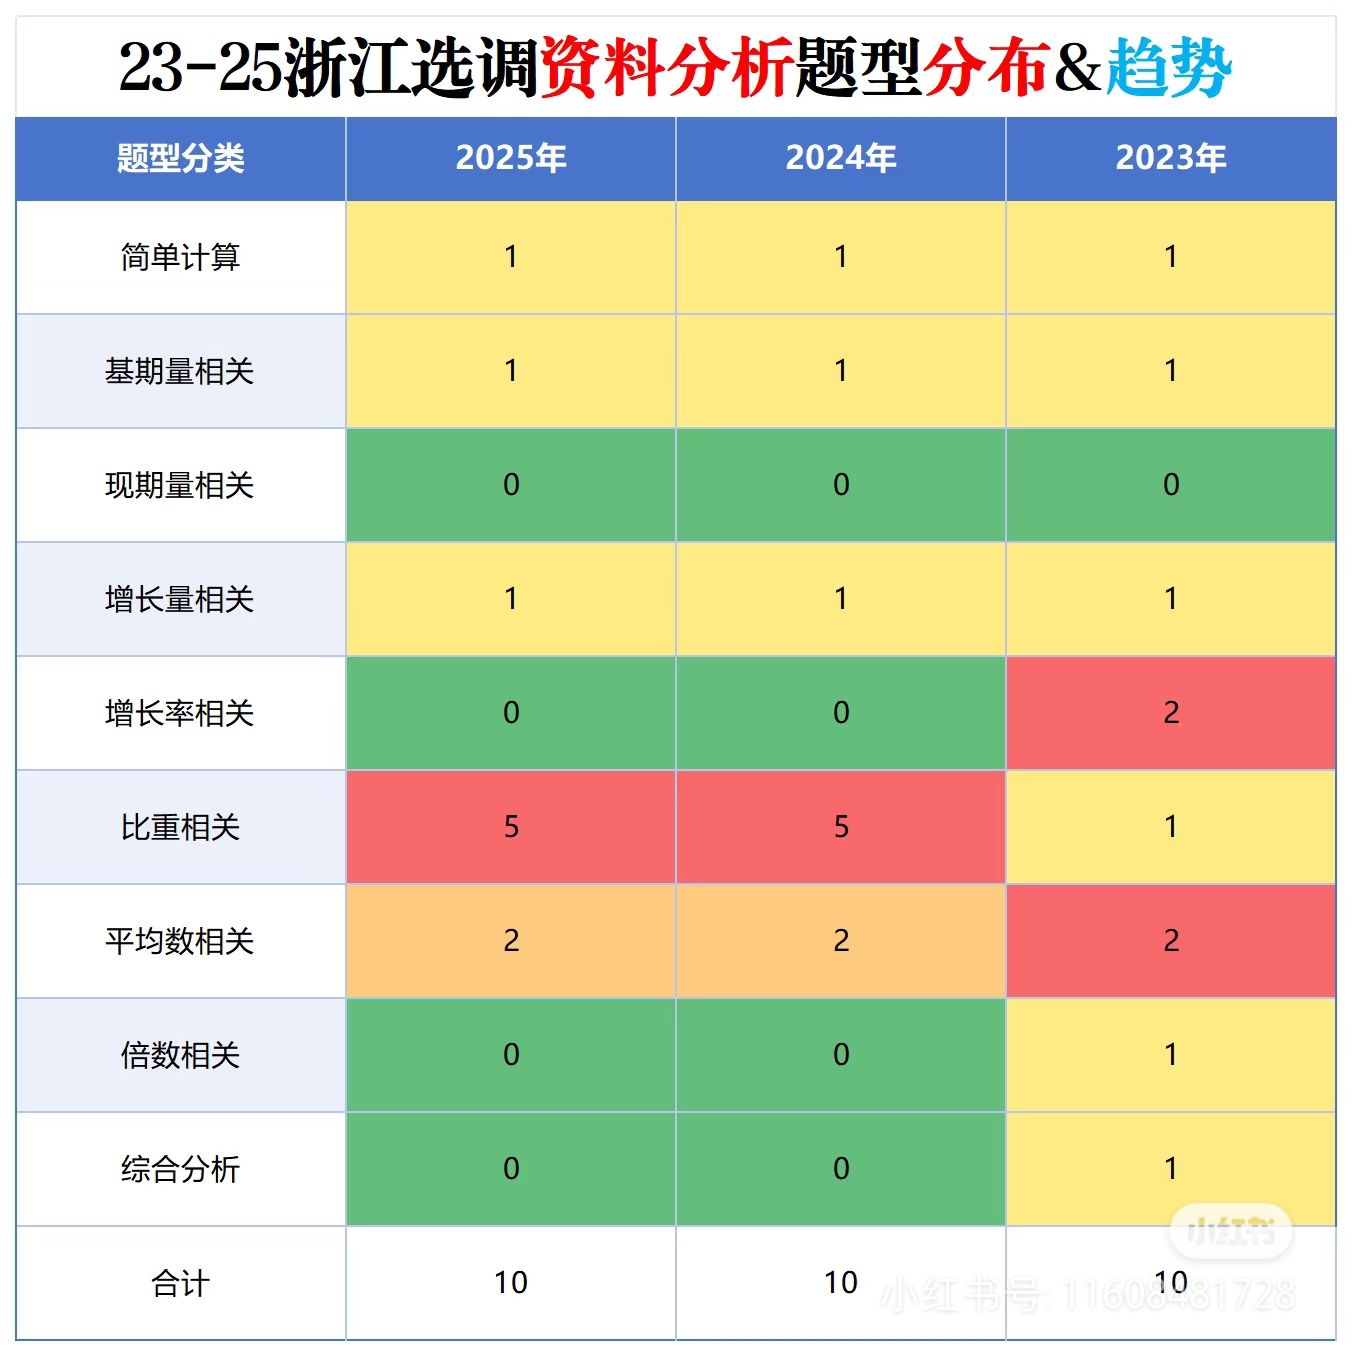 23-25浙江选调资料分析题型分布&趋势
题型分类 2025年 2024年 2023年
简单计算 1 1 1
基期量相关 1 1 1
现期量相关 0 0 0
增长量相关 1 1 1
增长率相关 0 0 2
比重相关 5 5 1
平均数相关 2 2 2
倍数相关 0 0 1
综合分析 0 0 1
合计 10 10 10
小红书
小红书号: 11608481728